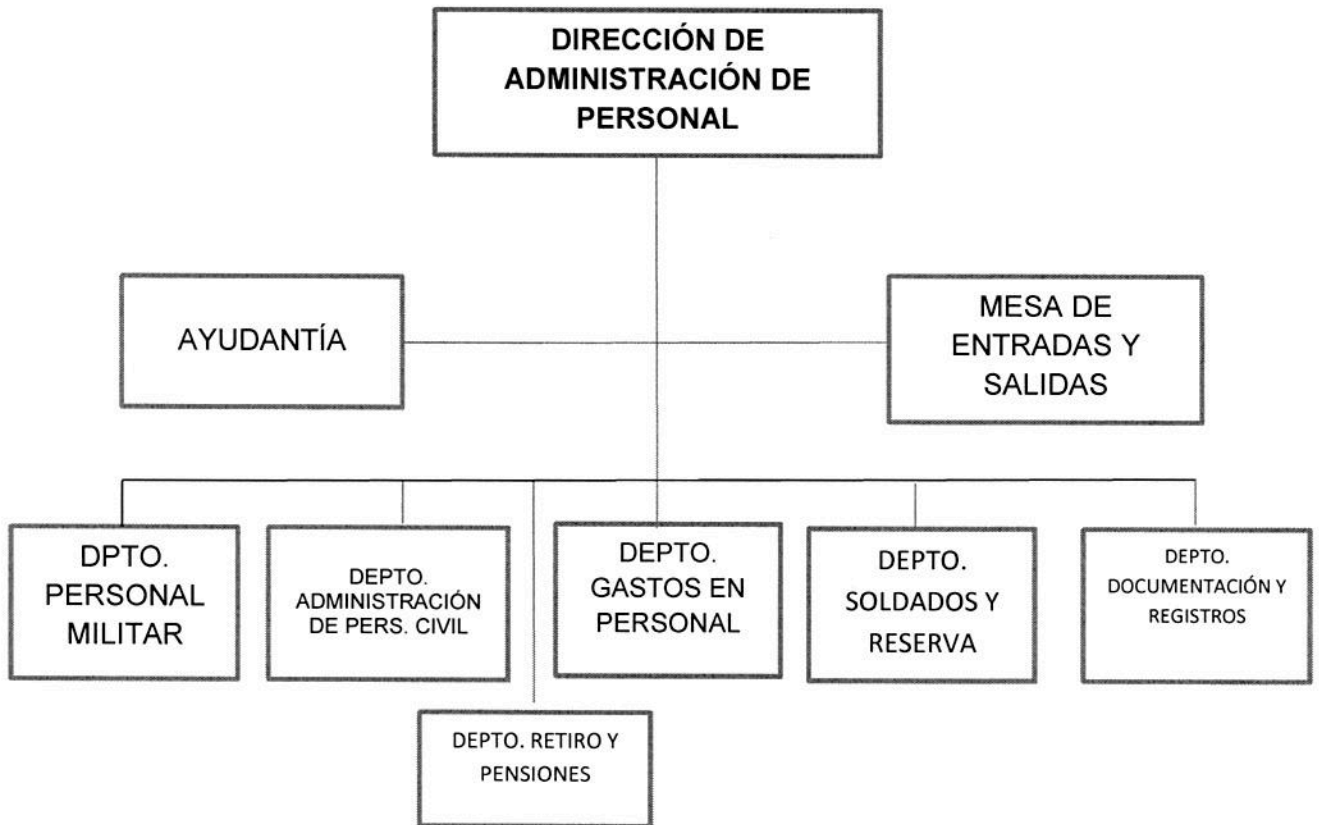 DIRECCIÓN DE
ADMINISTRACIÓN DE
PERSONAL
AYUDANTÍA
MESA DE
ENTRADAS Y
SALIDAS
DPTO.
PERSONAL
MILITAR
DEPTO.
ADMINISTRACIÓN
DE PERS. CIVIL
DEPTO.
GASTOS EN
PERSONAL
DEPTO.
SOLDADOS Y
RESERVA
DEPTO.
DOCUMENTACIÓN Y
REGISTROS
DEPTO. RETIRO Y
PENSIONES